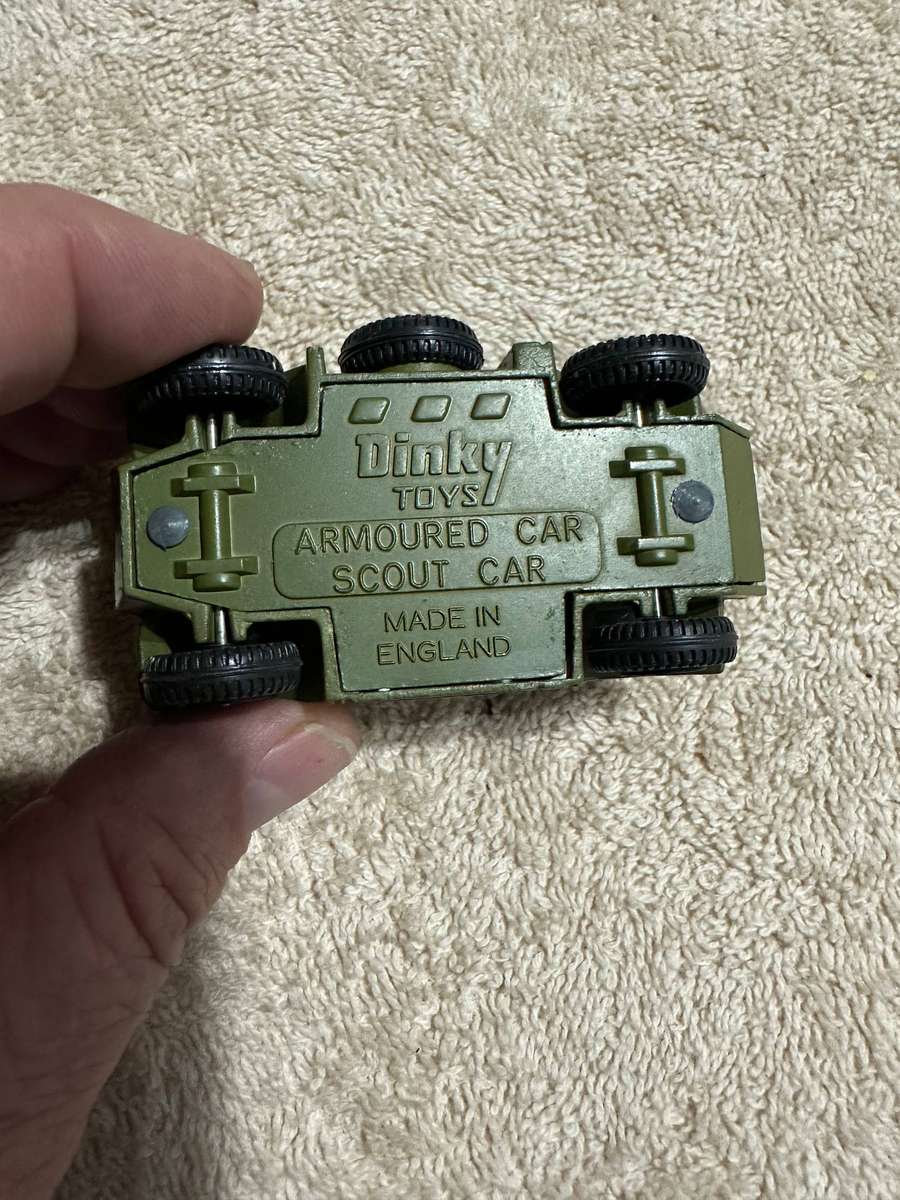 Dinky
TOYS
ARMOURED CAR
SCOUT CAR
MADE IN
ENGLAND